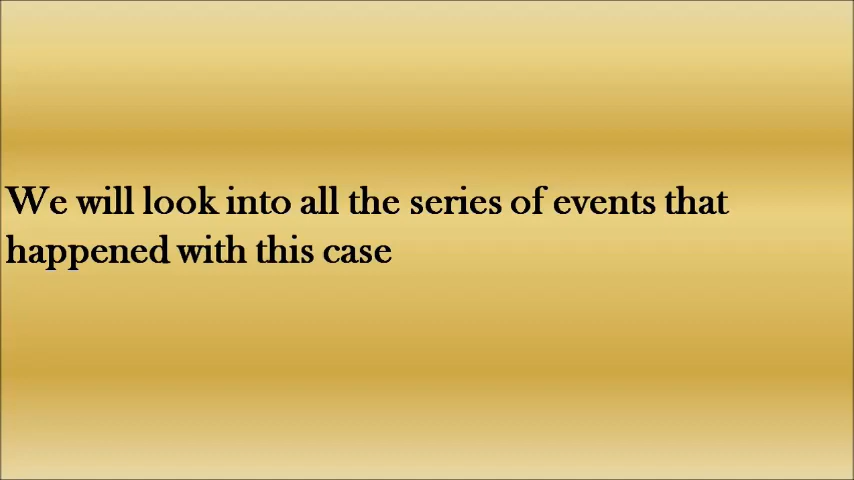 We will look into all the series of events that
happened with this case